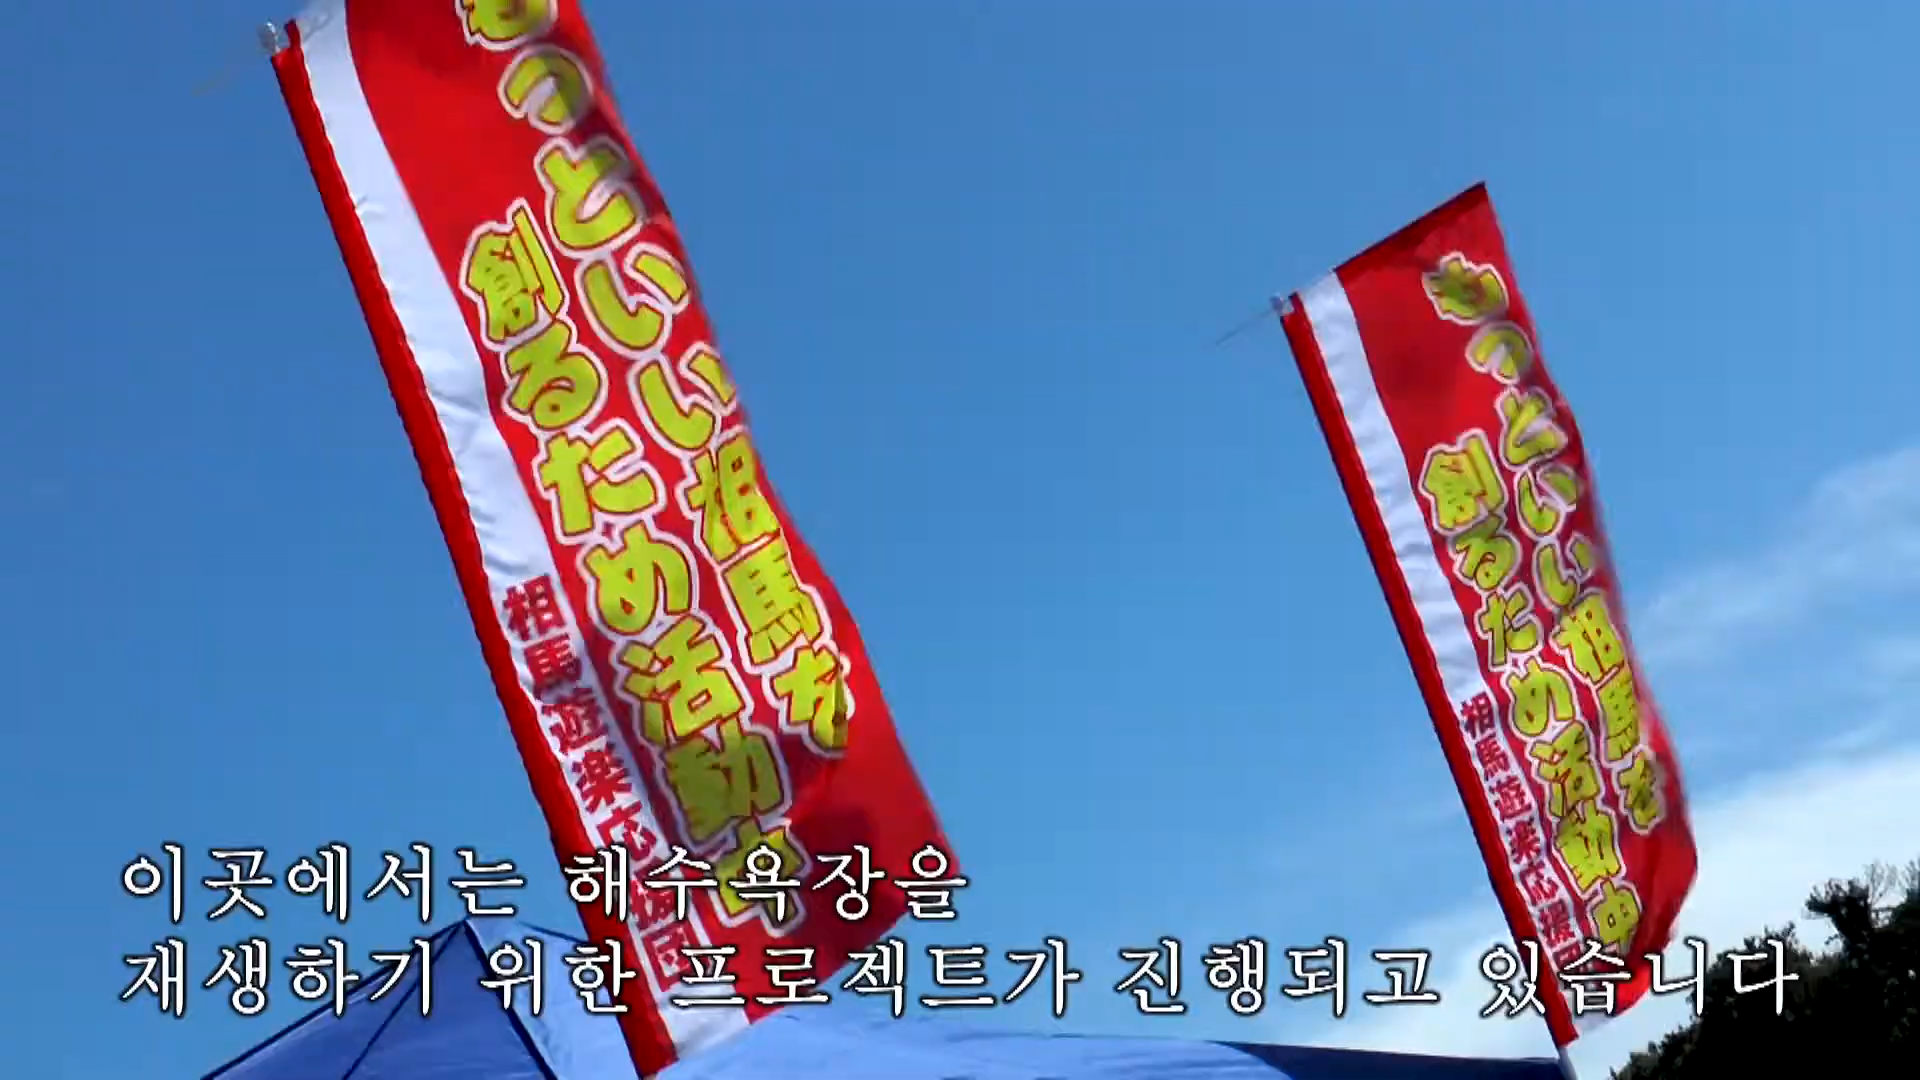 もっといい相馬を
創るため活動中
相馬遊楽応援団
もっといい相馬を
創るため活動中
相馬遊楽応援団
이곳에서는 해수욕장을
재생하기 위한 프로젝트가 진행되고 있습니다